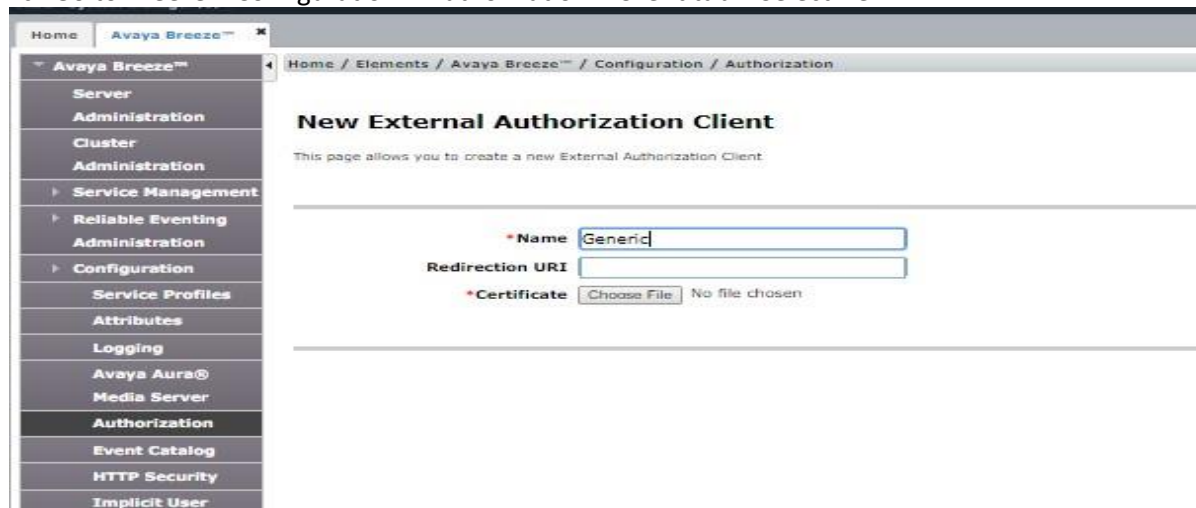 Home
Avaya Breeze™ ×
Avaya Breeze™
Home / Elements / Avaya Breeze™ / Configuration / Authorization
Server
Administration
Cluster
Administration
Service Management
Reliable Eventing
Administration
Configuration
Service Profiles
Attributes
Logging
Avaya Aura®
Media Server
Authorization
Event Catalog
HTTP Security
Implicit User
New External Authorization Client
This page allows you to create a new External Authorization Client
*Name Generic
Redirection URI
*Certificate Choose File No file chosen